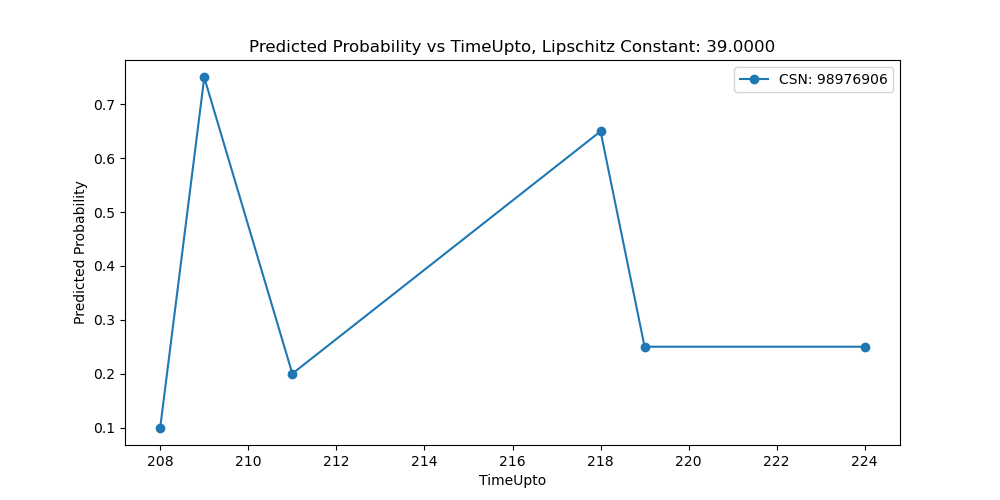 Predicted Probability vs TimeUpto, Lipschitz Constant: 39.0000
CSN: 98976906
Predicted Probability
0.7
0.6
0.5
0.4
0.3
0.2
0.1
208 210 212 214 216 218 220 222 224
TimeUpto